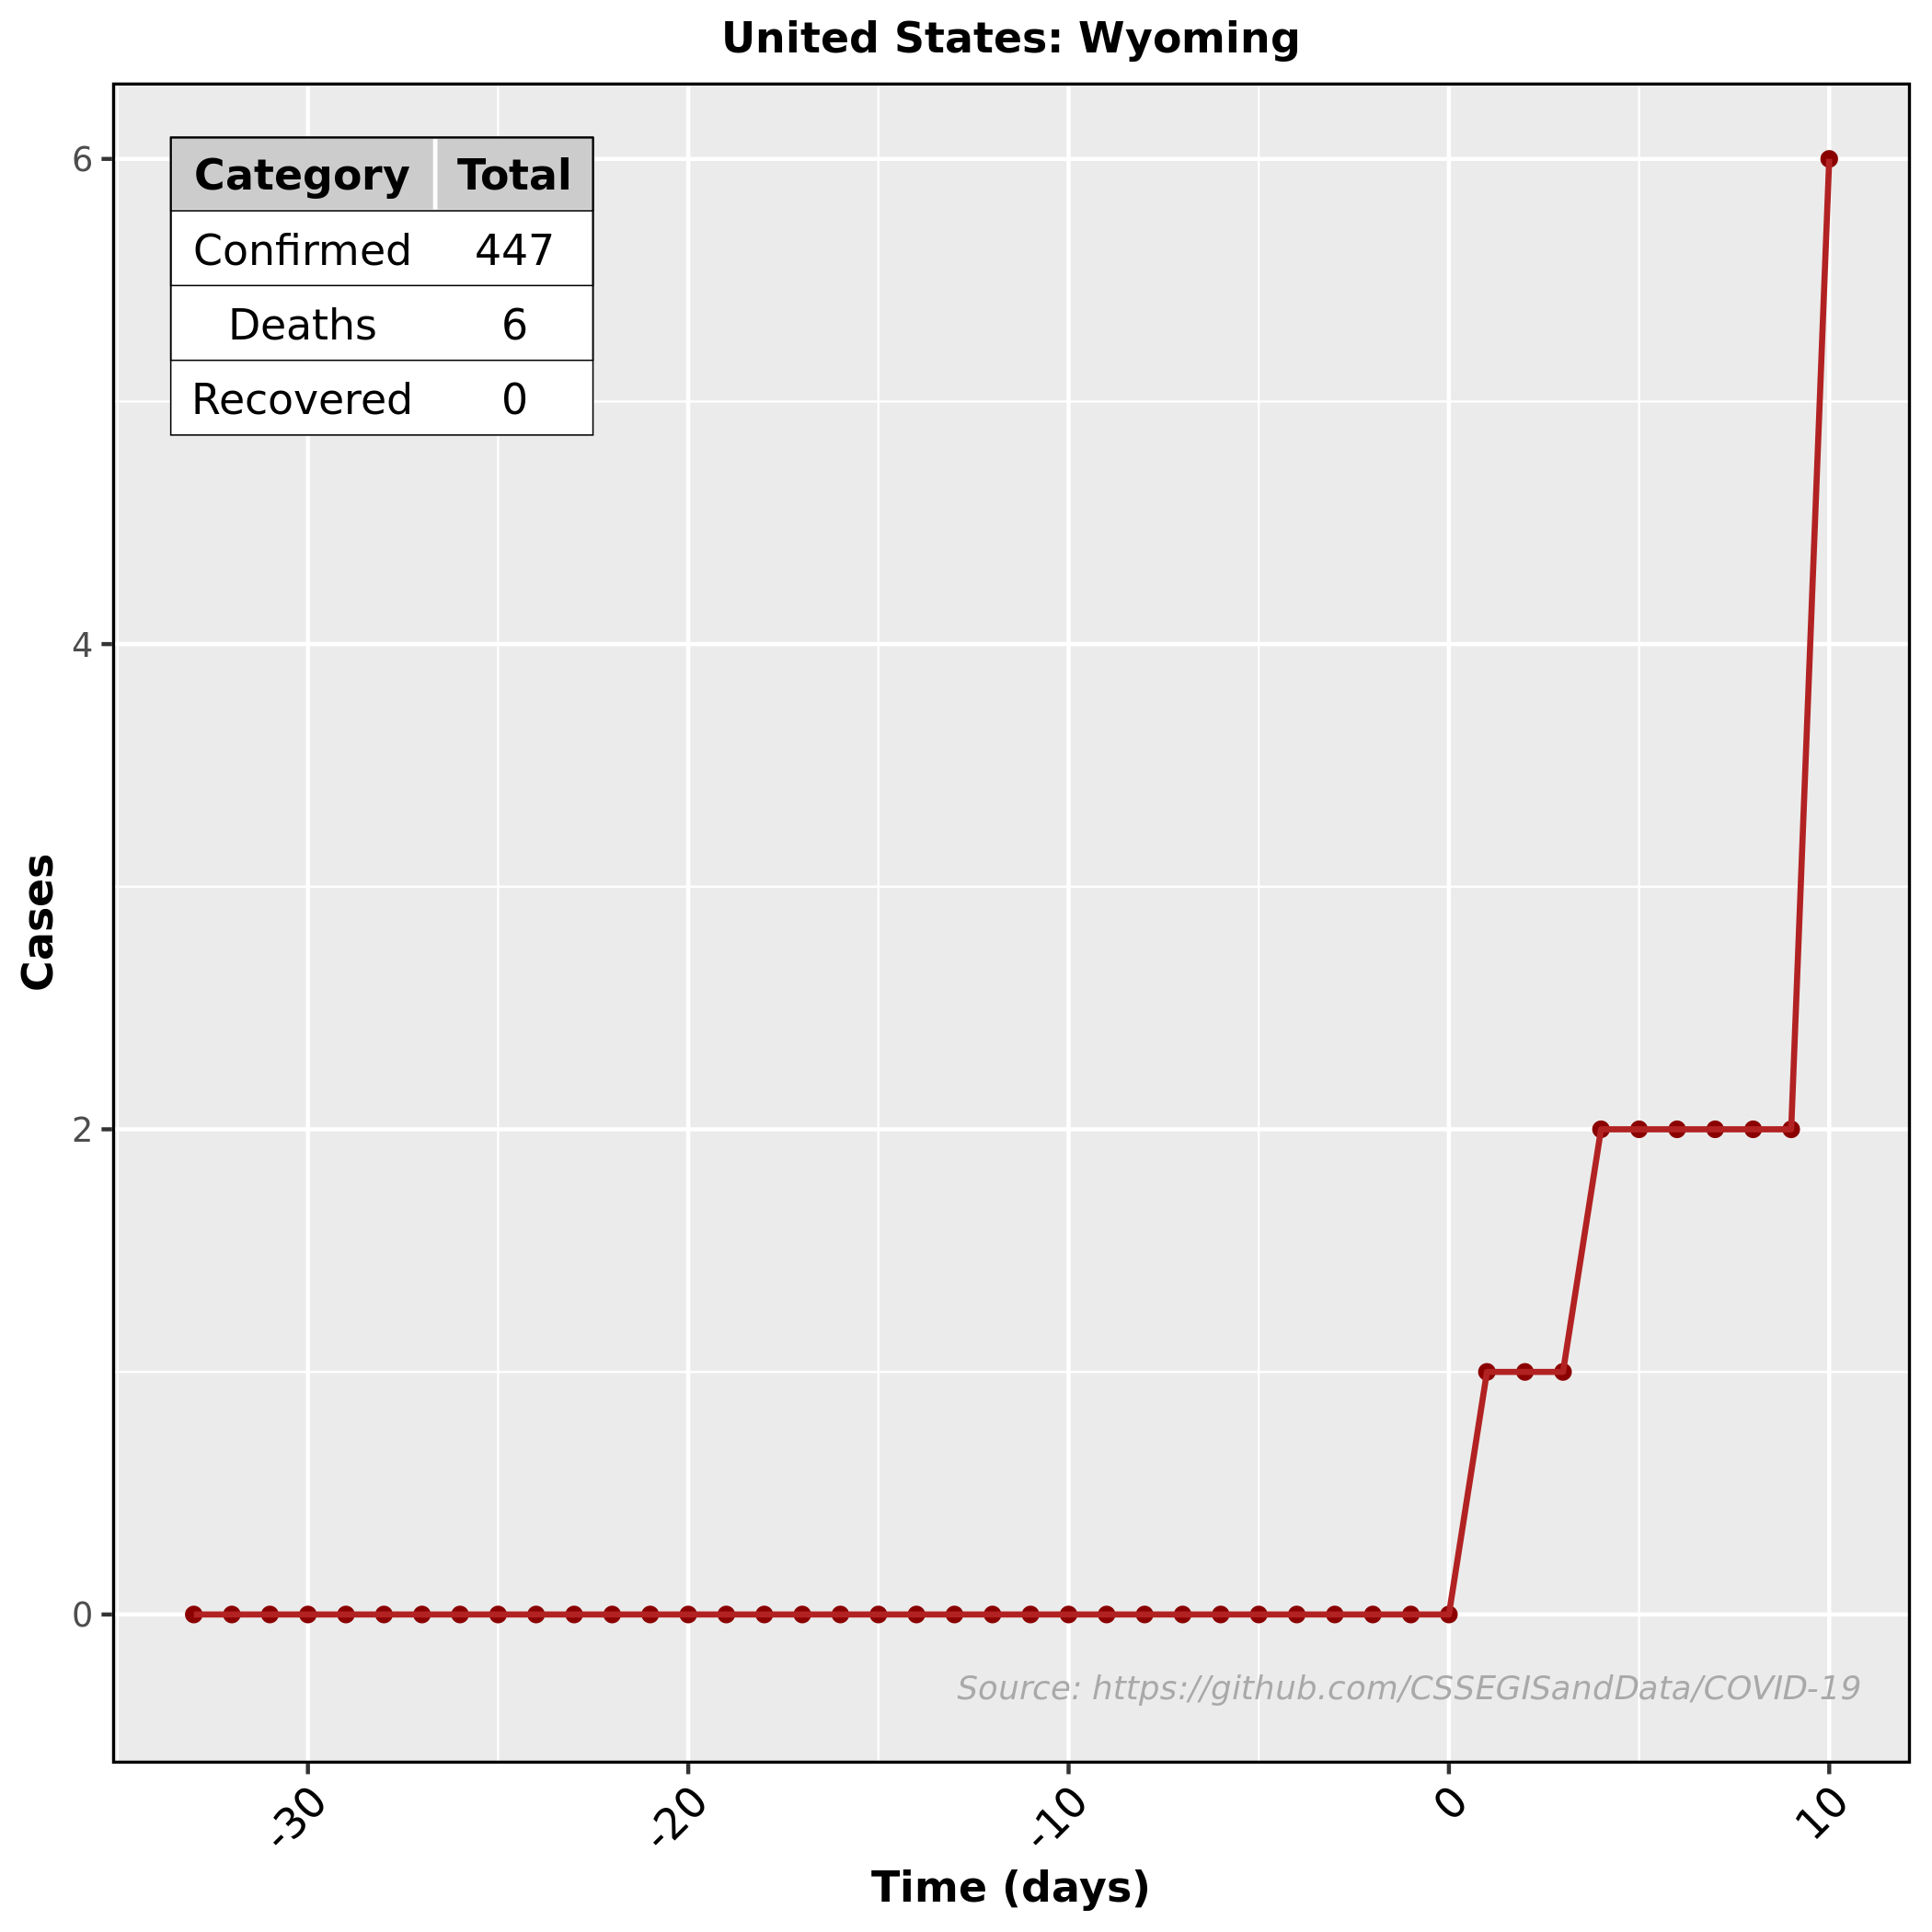 United States: Wyoming
Category Total
Confirmed 447
Deaths 6
Recovered 0
6
4
2
0
Cases
Source: https://github.com/CSSEGISandData/COVID-19
-30 -20 -10 0 10
Time (days)